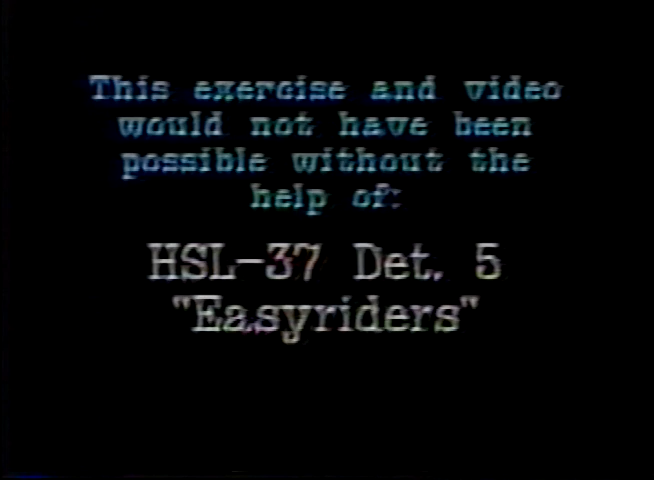 This exercise and video
would not have been
possible without the
help of:
HSL-37 Det. 5
"Easyriders"